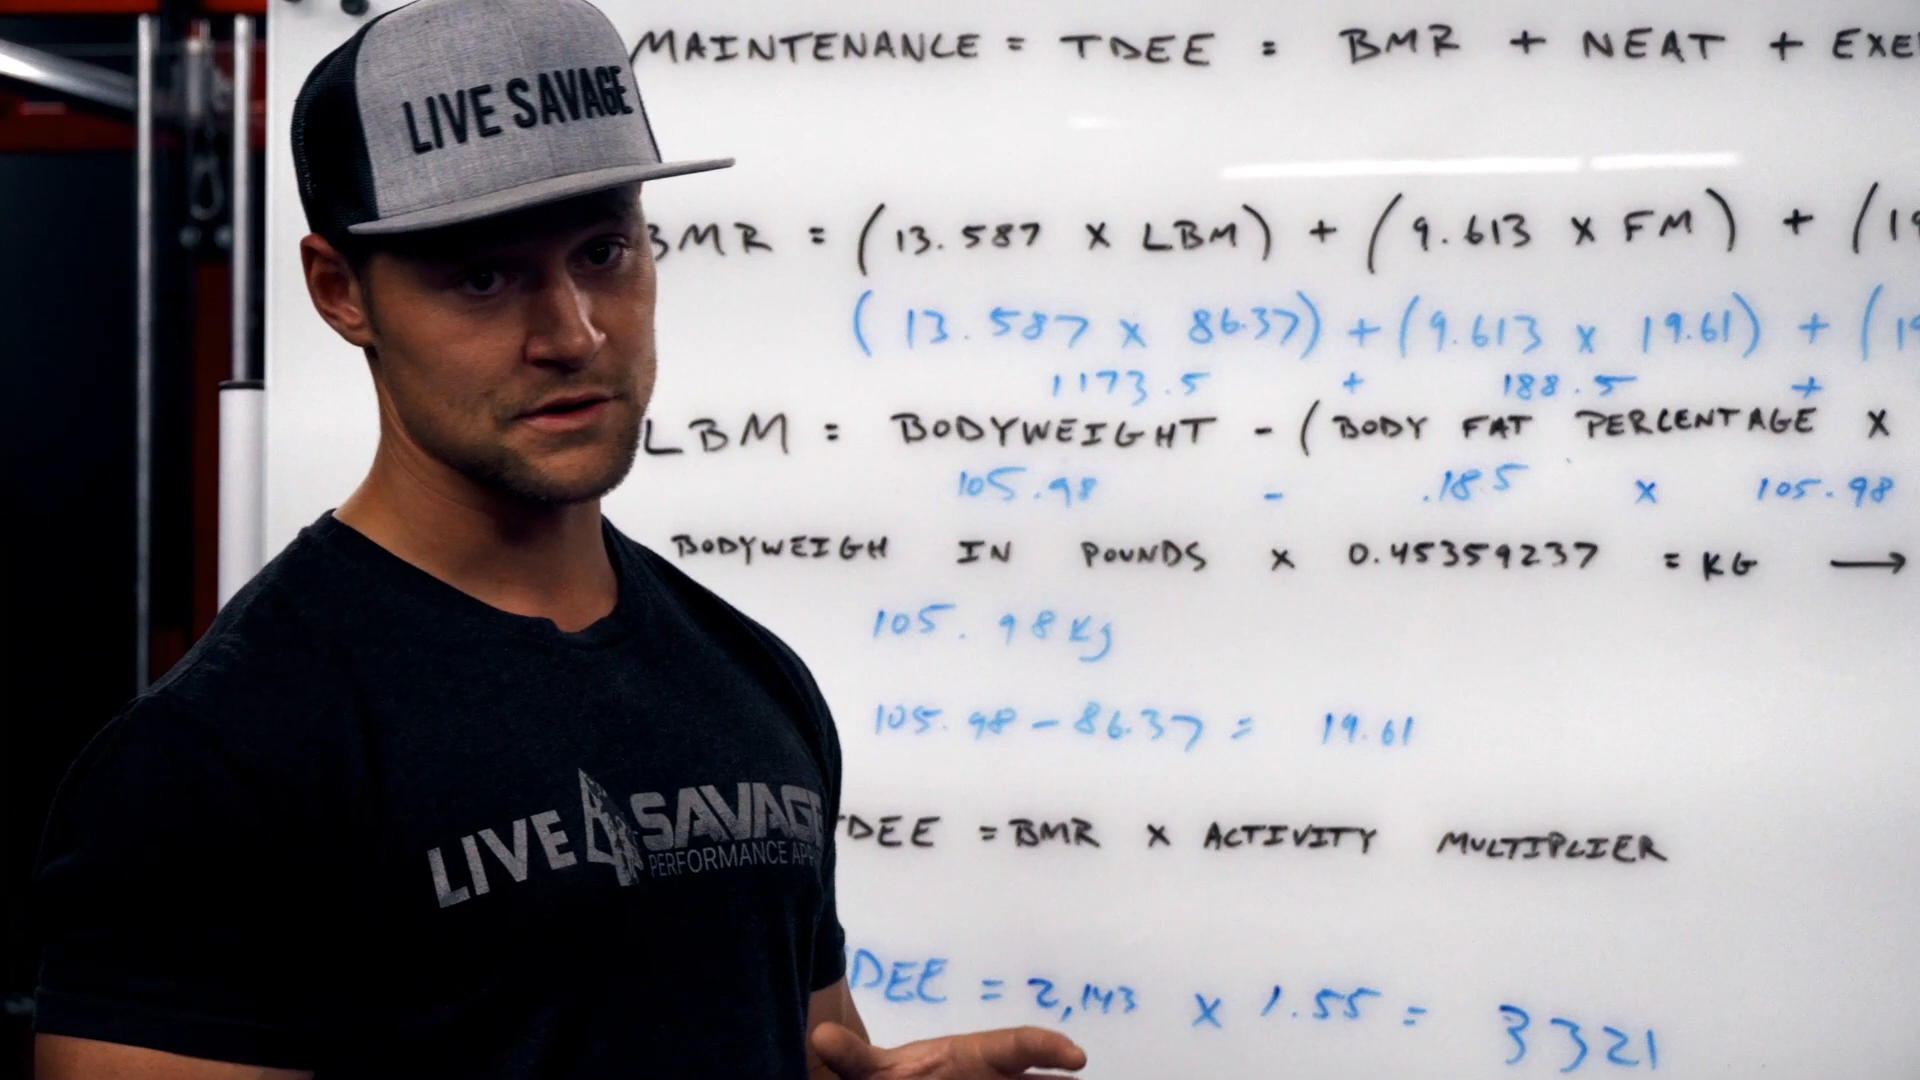 LIVE SAVAGE
MAINTENANCE = TDEE = BMR + NEAT + EXE
BMR = (13.587 X LBM) + (9.613 X FM) + (19
(13.587 x 86.37) + (9.613 x 19.61) + (19
1173.5 + 188.5 +
LBM = BODYWEIGHT - (BODY FAT PERCENTAGE X
105.98 - .185 x 105.98
BODYWEIGH IN POUNDS x 0.45359237 = KG →
105.98 Kg
105.98 - 86.37 = 19.61
LIVE SAVAGE
PERFORMANCE APP
TDEE = BMR X ACTIVITY MULTIPLIER
DEE = 2,143 x 1.55 = 3321